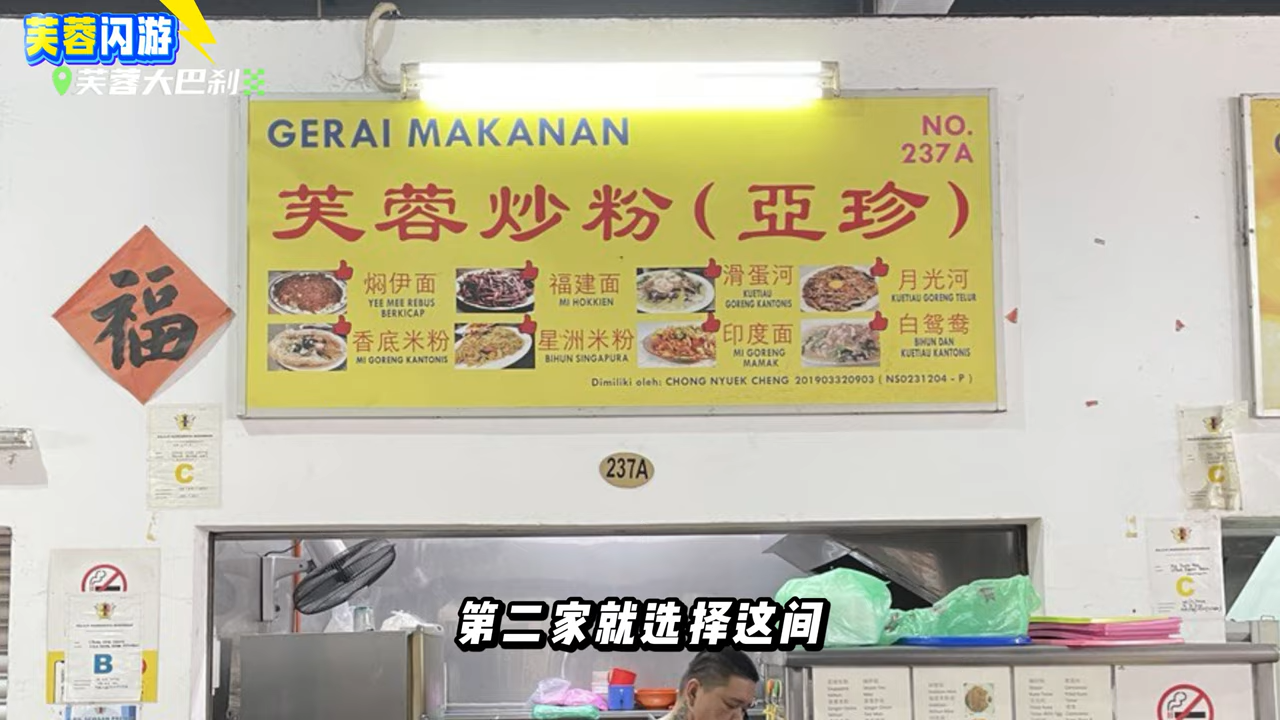 芙蓉闪游
芙蓉大巴刹
GERAI MAKANAN
NO.
237A
芙蓉炒粉(亞珍)
焖伊面
YEE MEE REBUS
BERKICAP
福建面
MI HOKKIEN
滑蛋河
KUETIAU
GORENG KANTONIS
月光河
KUETIAU GORENG TELUR
香底米粉
MI GORENG KANTONIS
星洲米粉
BIHUN SINGAPURA
印度面
MI GORENG
MAMAK
白鸳鸯
BIHUN DAN
KUETIAU KANTONIS
Dimiliki oleh: CHONG NYUEK CHENG 201903320903 ( NS0231204 - P )
福
237A
C
C
C
B
第二家就选择这间